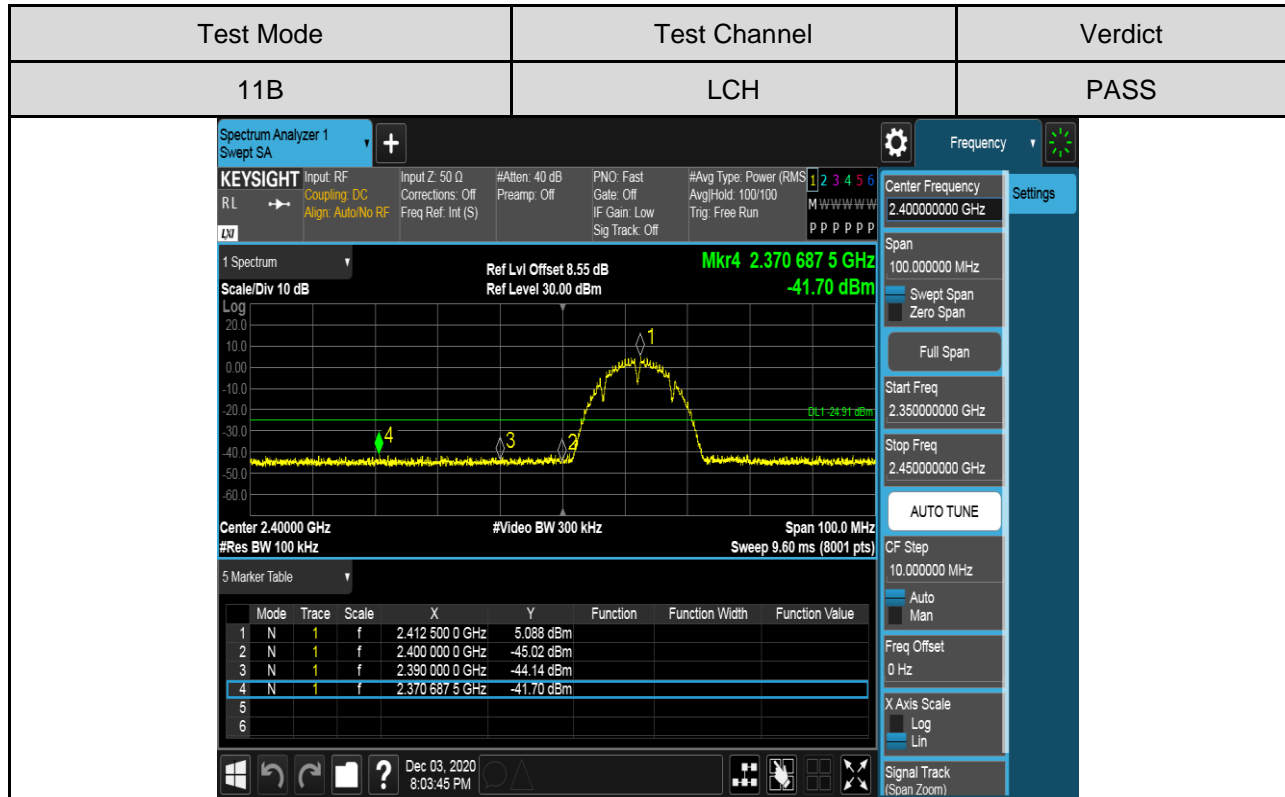 Test Mode Test Channel Verdict
11B LCH PASS
Spectrum Analyzer 1
Swept SA
+
Frequency
KEYSIGHT
RL
LXI
Input: RF
Coupling: DC
Align: Auto/No RF
Input Z: 50 Ω
Corrections: Off
Freq Ref: Int (S)
#Atten: 40 dB
Preamp: Off
PNO: Fast
Gate: Off
IF Gain: Low
Sig Track: Off
#Avg Type: Power (RMS
Avg|Hold: 100/100
Trig: Free Run
1 2 3 4 5 6
M W W W W W
P P P P P P
1 Spectrum
Scale/Div 10 dB
Ref Lvl Offset 8.55 dB
Ref Level 30.00 dBm
Mkr4 2.370 687 5 GHz
-41.70 dBm
Log
20.0
10.0
0.00
-10.0
-20.0
-30.0
-40.0
-50.0
-60.0
1
DL1 -24.91 dBm
4
3
2
Center 2.40000 GHz #Video BW 300 kHz Span 100.0 MHz
#Res BW 100 kHz Sweep 9.60 ms (8001 pts)
5 Marker Table
Mode Trace Scale X Y Function Function Width Function Value
1 N 1 f 2.412 500 0 GHz 5.088 dBm
2 N 1 f 2.400 000 0 GHz -45.02 dBm
3 N 1 f 2.390 000 0 GHz -44.14 dBm
4 N 1 f 2.370 687 5 GHz -41.70 dBm
5
6
?
Dec 03, 2020
8:03:45 PM
Center Frequency
2.400000000 GHz
Settings
Span
100.000000 MHz
Swept Span
Zero Span
Full Span
Start Freq
2.350000000 GHz
Stop Freq
2.450000000 GHz
AUTO TUNE
CF Step
10.000000 MHz
Auto
Man
Freq Offset
0 Hz
X Axis Scale
Log
Lin
Signal Track
(Span Zoom)